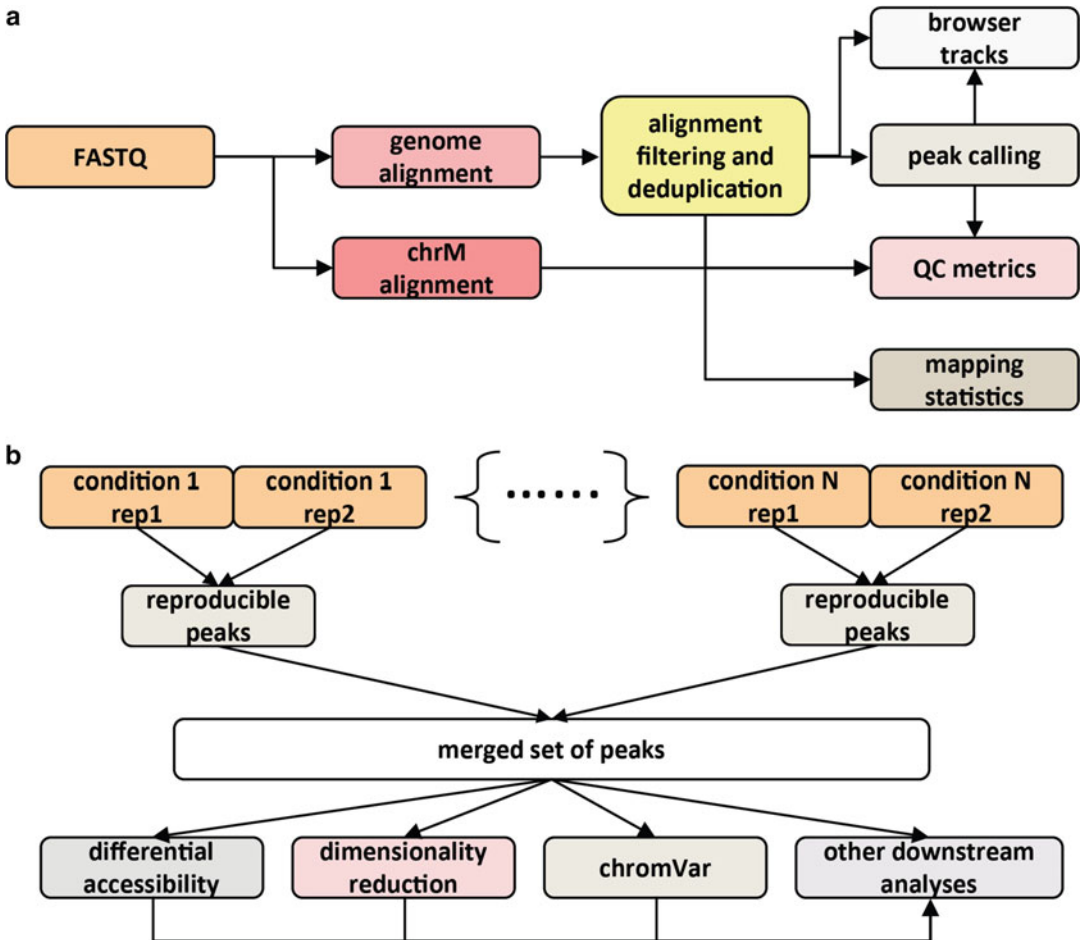 a
browser
tracks
FASTQ
genome
alignment
alignment
filtering and
deduplication
peak calling
chrM
alignment
QC metrics
mapping
statistics
b
condition 1
rep1
condition 1
rep2
{ ...... }
condition N
rep1
condition N
rep2
reproducible
peaks
reproducible
peaks
merged set of peaks
differential
accessibility
dimensionality
reduction
chromVar
other downstream
analyses